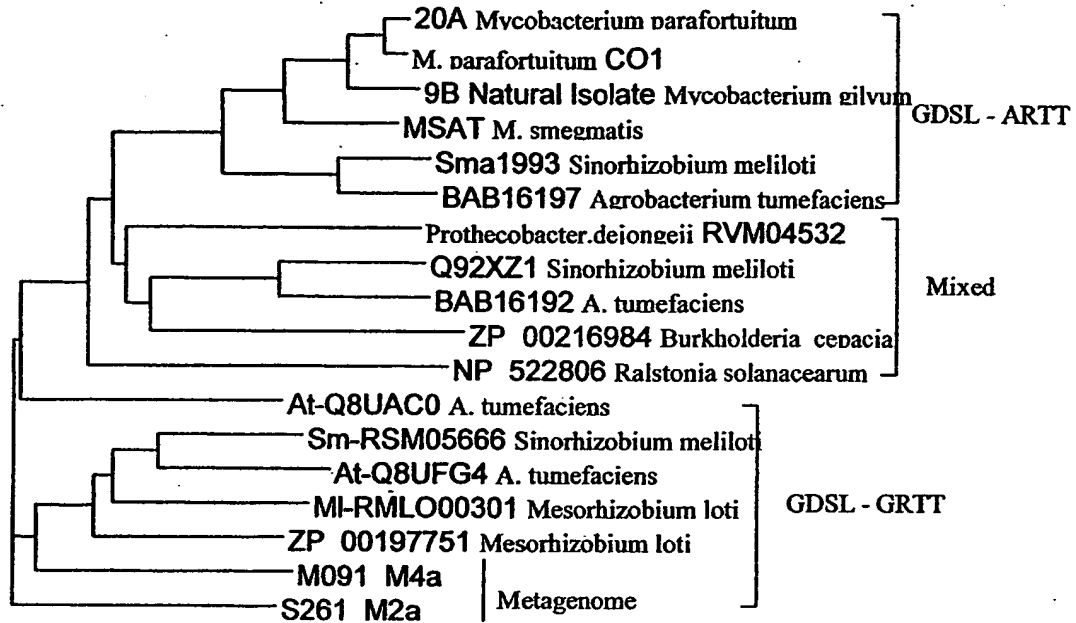 20A Mycobacterium parafortuitum
M. parafortuitum CO1
9B Natural Isolate Mycobacterium gilvum
GDSL - ARTT
MSAT M. smegmatis
Sma1993 Sinorhizobium meliloti
BAB16197 Agrobacterium tumefaciens
Prothecobacter.dejongeii RVM04532
Q92XZ1 Sinorhizobium meliloti
Mixed
BAB16192 A. tumefaciens
ZP 00216984 Burkholderia cepacia
NP 522806 Ralstonia solanacearum
At-Q8UAC0 A. tumefaciens
Sm-RSM05666 Sinorhizobium meliloti
At-Q8UFG4 A. tumefaciens
Ml-RMLO00301 Mesorhizobium loti
GDSL - GRTT
ZP 00197751 Mesorhizobium loti
M091 M4a
Metagenome
S261 M2a